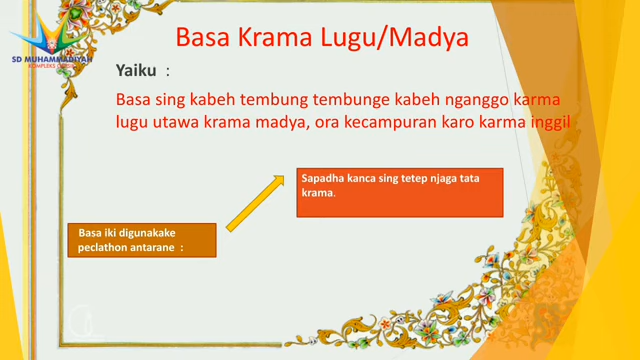 Basa Krama Lugu/Madya
SD MUHAMMADIYAH
Yaiku :
Basa sing kabeh tembung tembunge kabeh nganggo karma
lugu utawa krama madya, ora kecampuran karo karma inggil
Sapadha kanca sing tetep njaga tata
krama.
Basa iki digunakake
peclathon antarane :